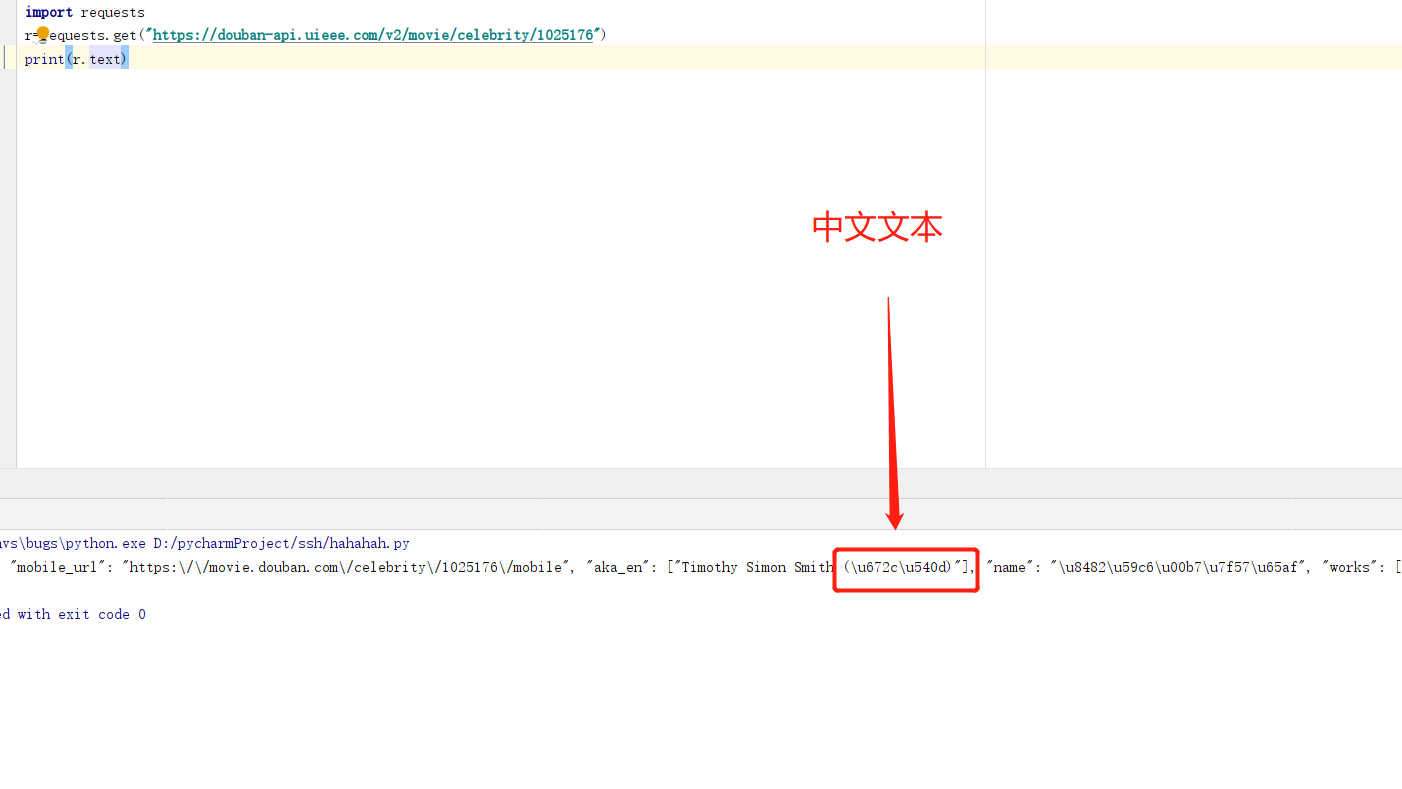 import requests
r=requests.get("https://douban-api.uieee.com/v2/movie/celebrity/1025176")
print(r.text)
中文文本
nvs\bugs\python.exe D:/pycharmProject/ssh/hahahah.py
"mobile_url": "https:\/\/movie.douban.com\/celebrity\/1025176\/mobile", "aka_en": ["Timothy Simon Smith (\u672c\u540d)"], "name": "\u8482\u59c6\u00b7\u7f57\u65af", "works": [
ed with exit code 0